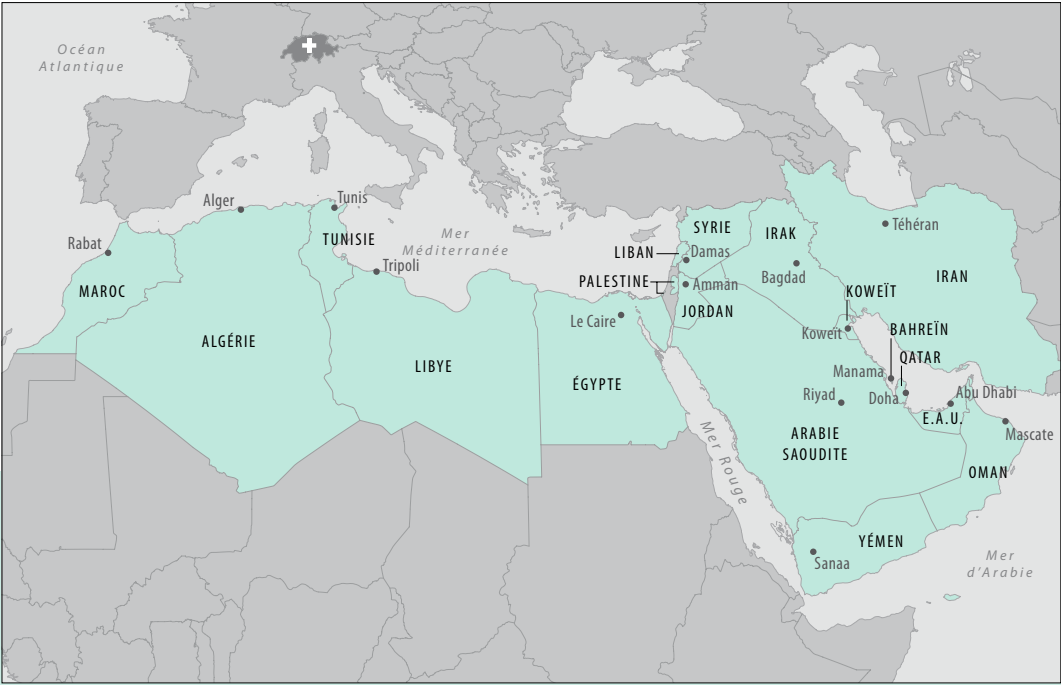 Océan
Atlantique
Alger
Tunis
Rabat
TUNISIE
Mer
Méditerranée
Tripoli
MAROC
ALGÉRIE
LIBYE
Le Caire
ÉGYPTE
SYRIE
LIBAN
Damas
PALESTINE
Amman
JORDAN
IRAK
Bagdad
Téhéran
IRAN
KOWEÏT
Koweït
BAHREÏN
QATAR
Manama
Riyad
Doha
Abu Dhabi
E.A.U.
Mascate
ARABIE
SAOUDITE
OMAN
Mer Rouge
YÉMEN
Sanaa
Mer
d'Arabie